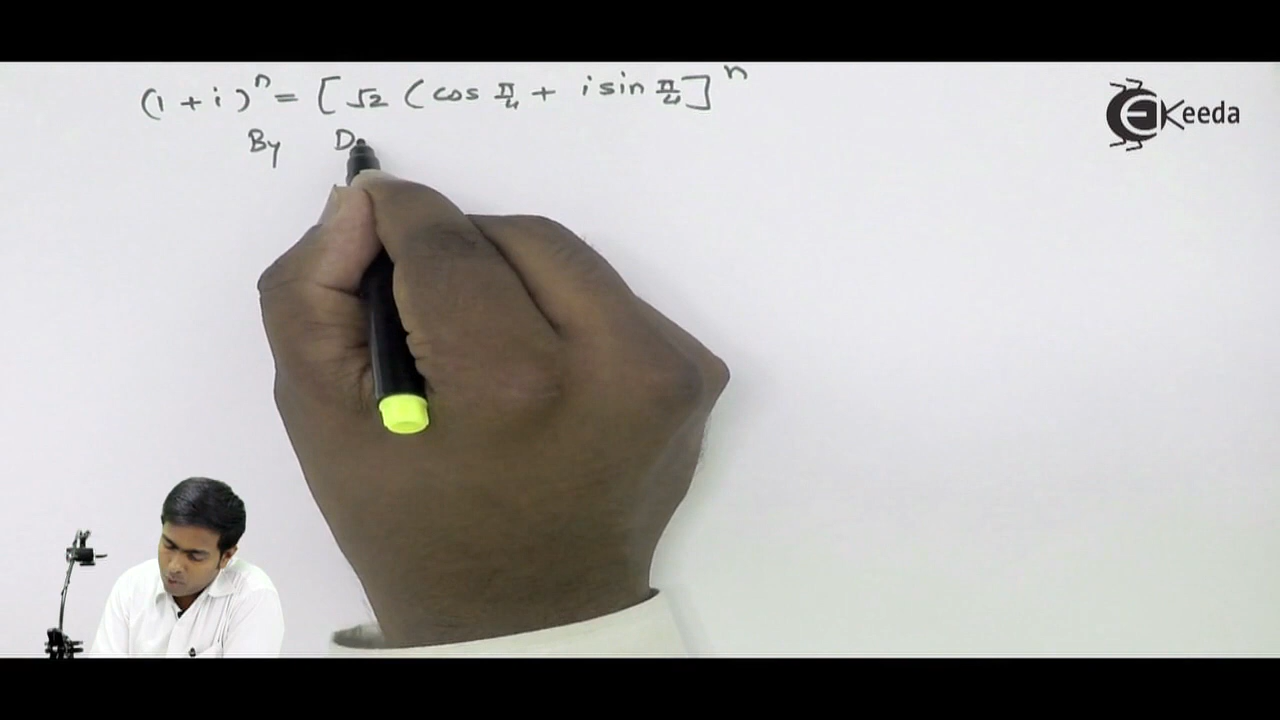 (1 + i)ⁿ = [√2 (cos π/4 + i sin π/4]ⁿ
By D
EKeeda